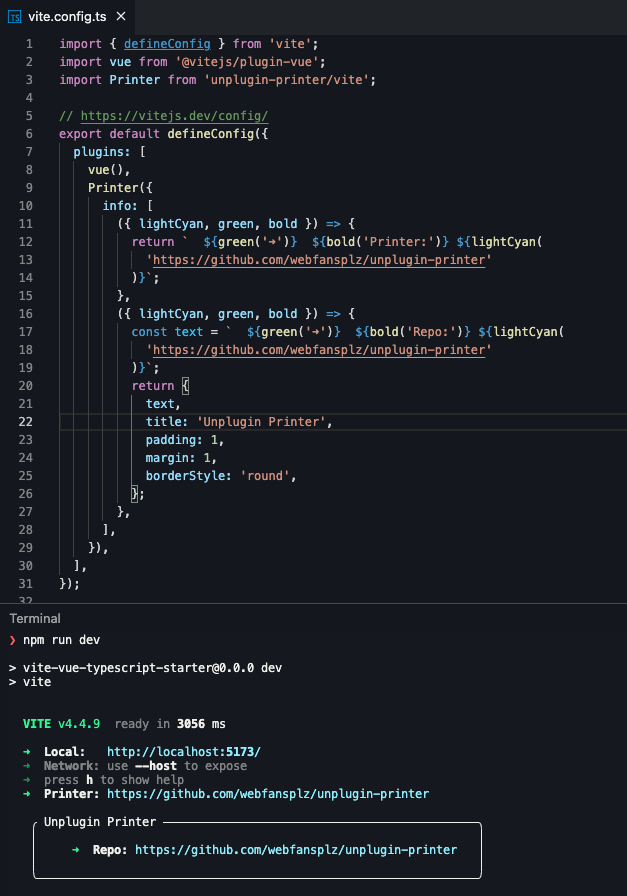 TS vite.config.ts ×
1 import { defineConfig } from 'vite';
2 import vue from '@vitejs/plugin-vue';
3 import Printer from 'unplugin-printer/vite';
4
5 // https://vitejs.dev/config/
6 export default defineConfig({
7   plugins: [
8     vue(),
9     Printer({
10       info: [
11         ({ lightCyan, green, bold }) => {
12           return `  ${green('➜')}  ${bold('Printer:')} ${lightCyan(
13             'https://github.com/webfansplz/unplugin-printer'
14           )}`;
15         },
16         ({ lightCyan, green, bold }) => {
17           const text = `  ${green('➜')}  ${bold('Repo:')} ${lightCyan(
18             'https://github.com/webfansplz/unplugin-printer'
19           )}`;
20           return {
21             text,
22             title: 'Unplugin Printer',
23             padding: 1,
24             margin: 1,
25             borderStyle: 'round',
26           };
27         },
28       ],
29     }),
30   ],
31 });
32
Terminal
❯ npm run dev
> vite-vue-typescript-starter@0.0.0 dev
> vite
VITE v4.4.9  ready in 3056 ms
➜  Local:   http://localhost:5173/
➜  Network: use --host to expose
➜  press h to show help
➜  Printer: https://github.com/webfansplz/unplugin-printer
Unplugin Printer
➜  Repo: https://github.com/webfansplz/unplugin-printer